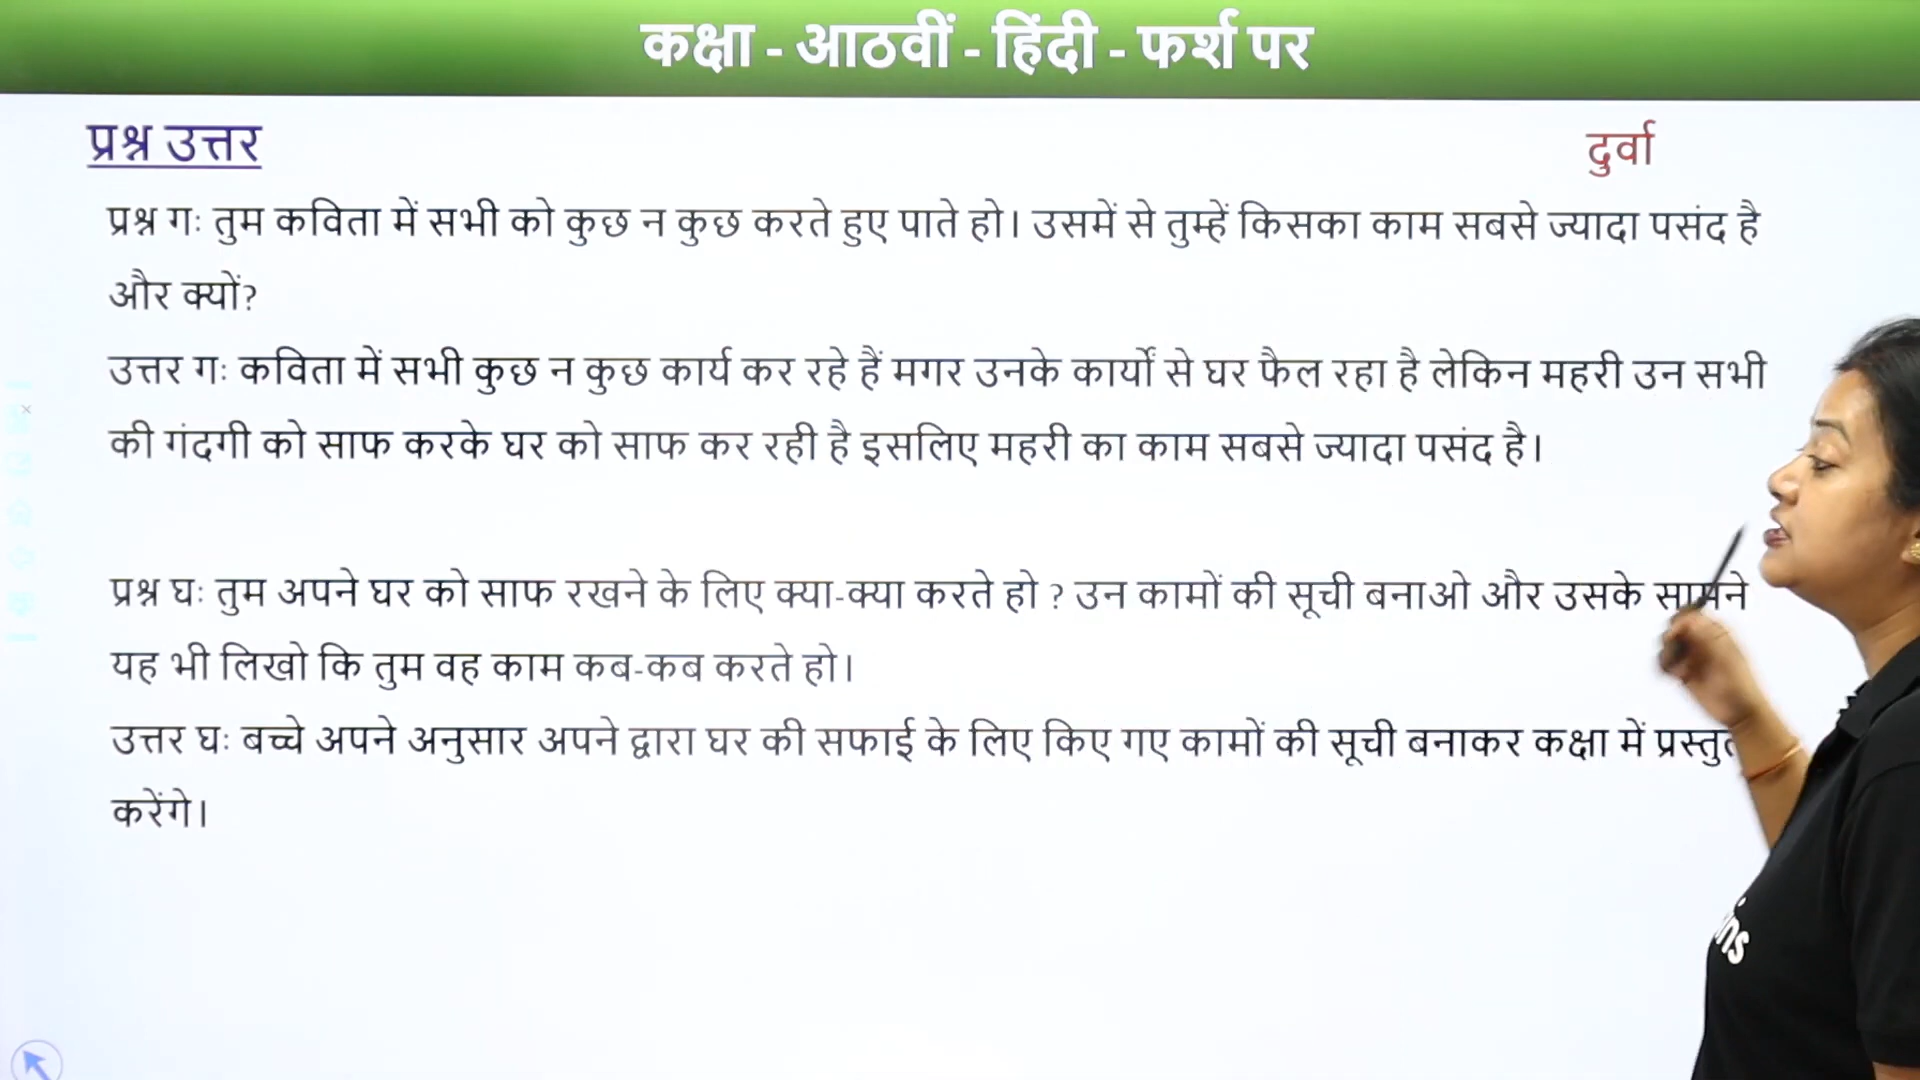 कक्षा - आठवीं - हिंदी - फर्श पर
प्रश्न उत्तर
दुर्वा
प्रश्न गः तुम कविता में सभी को कुछ न कुछ करते हुए पाते हो। उसमें से तुम्हें किसका काम सबसे ज्यादा पसंद है
और क्यों?
उत्तर गः कविता में सभी कुछ न कुछ कार्य कर रहे हैं मगर उनके कार्यों से घर फैल रहा है लेकिन महरी उन सभी
की गंदगी को साफ करके घर को साफ कर रही है इसलिए महरी का काम सबसे ज्यादा पसंद है।
प्रश्न घः तुम अपने घर को साफ रखने के लिए क्या-क्या करते हो ? उन कामों की सूची बनाओ और उसके सामने
यह भी लिखो कि तुम वह काम कब-कब करते हो।
उत्तर घः बच्चे अपने अनुसार अपने द्वारा घर की सफाई के लिए किए गए कामों की सूची बनाकर कक्षा में प्रस्तुत
करेंगे।